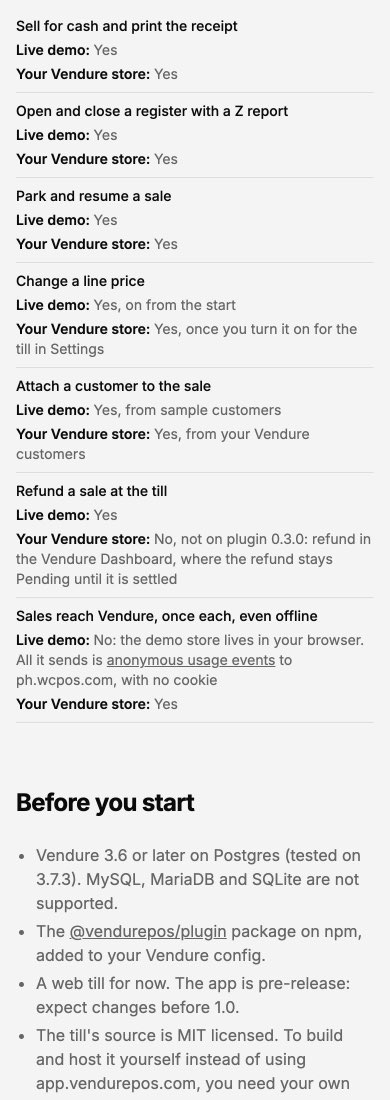 Sell for cash and print the receipt
Live demo: Yes
Your Vendure store: Yes
Open and close a register with a Z report
Live demo: Yes
Your Vendure store: Yes
Park and resume a sale
Live demo: Yes
Your Vendure store: Yes
Change a line price
Live demo: Yes, on from the start
Your Vendure store: Yes, once you turn it on for the
till in Settings
Attach a customer to the sale
Live demo: Yes, from sample customers
Your Vendure store: Yes, from your Vendure
customers
Refund a sale at the till
Live demo: Yes
Your Vendure store: No, not on plugin 0.3.0: refund in
the Vendure Dashboard, where the refund stays
Pending until it is settled
Sales reach Vendure, once each, even offline
Live demo: No: the demo store lives in your browser.
All it sends is anonymous usage events to
ph.wcpos.com, with no cookie
Your Vendure store: Yes
Before you start
• Vendure 3.6 or later on Postgres (tested on
3.7.3). MySQL, MariaDB and SQLite are not
supported.
• The @vendurepos/plugin package on npm,
added to your Vendure config.
• A web till for now. The app is pre-release:
expect changes before 1.0.
• The till's source is MIT licensed. To build
and host it yourself instead of using
app.vendurepos.com, you need your own